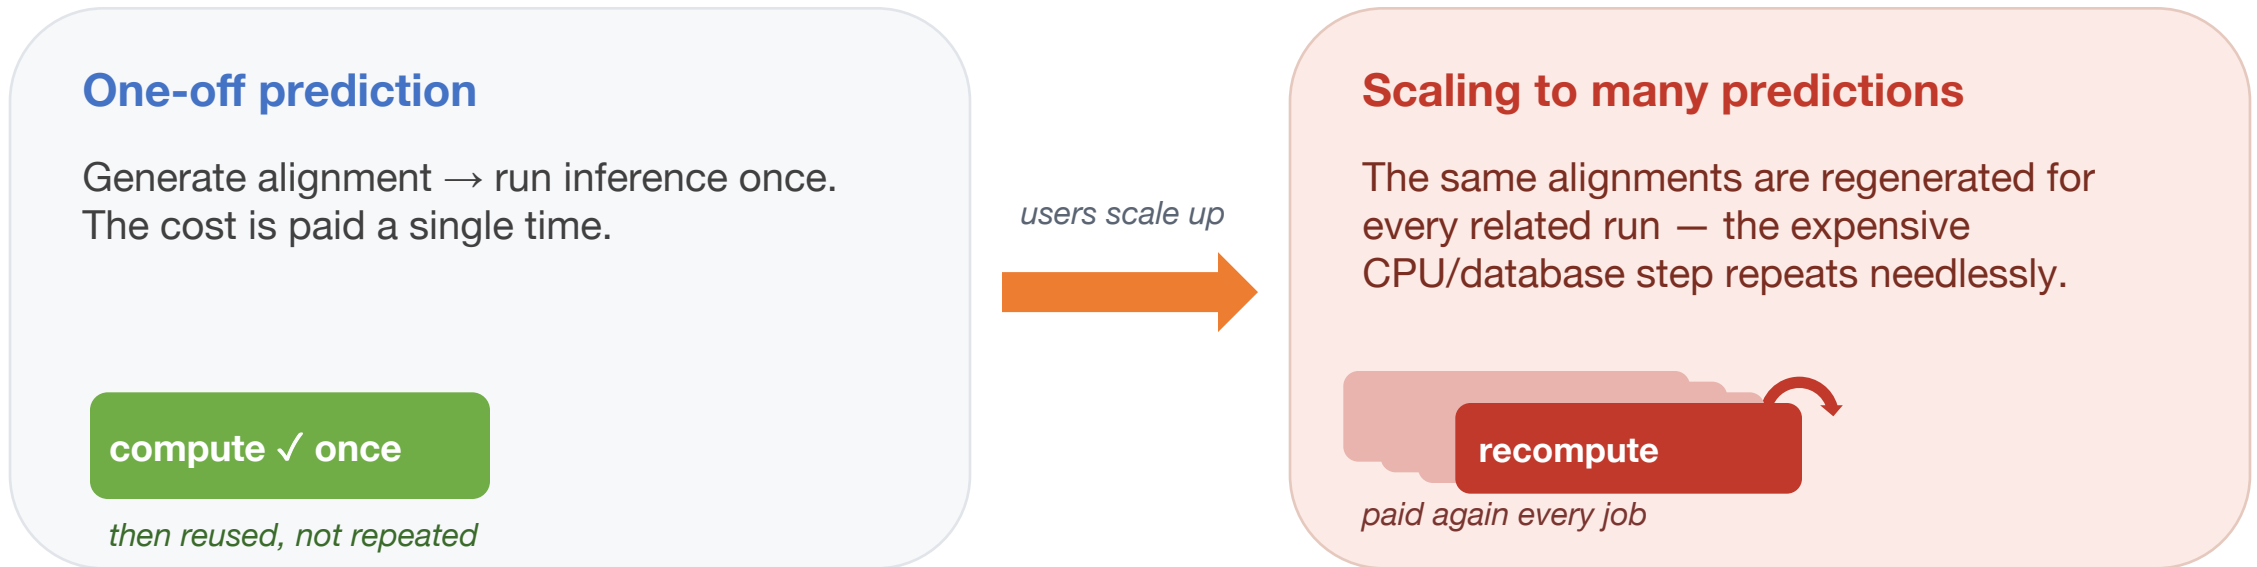 One-off prediction
Generate alignment → run inference once.
The cost is paid a single time.
compute ✓ once
then reused, not repeated
users scale up
Scaling to many predictions
The same alignments are regenerated for
every related run — the expensive
CPU/database step repeats needlessly.
recompute
paid again every job